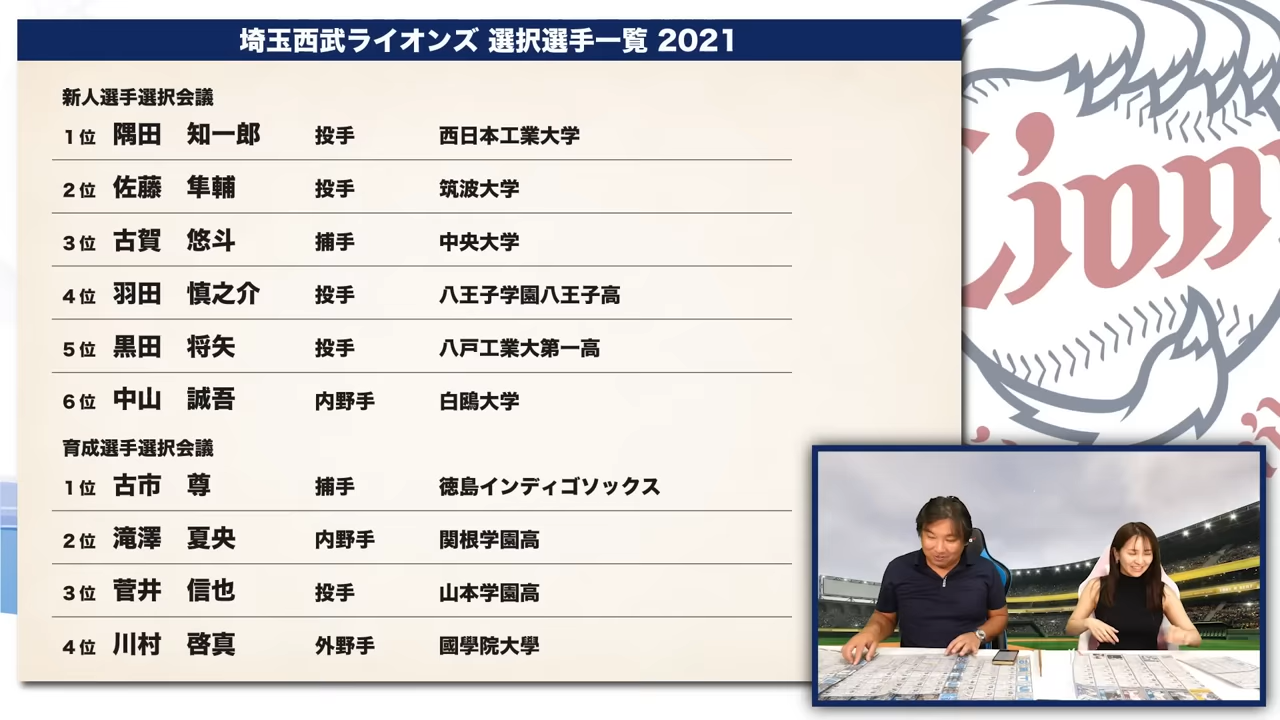 埼玉西武ライオンズ 選択選手一覧 2021
新人選手選択会議
1位 隅田 知一郎 投手 西日本工業大学
2位 佐藤 隼輔 投手 筑波大学
3位 古賀 悠斗 捕手 中央大学
4位 羽田 慎之介 投手 八王子学園八王子高
5位 黒田 将矢 投手 八戸工業大第一高
6位 中山 誠吾 内野手 白鷗大学
育成選手選択会議
1位 古市 尊 捕手 徳島インディゴソックス
2位 滝澤 夏央 内野手 関根学園高
3位 菅井 信也 投手 山本学園高
4位 川村 啓真 外野手 國學院大學
Lions